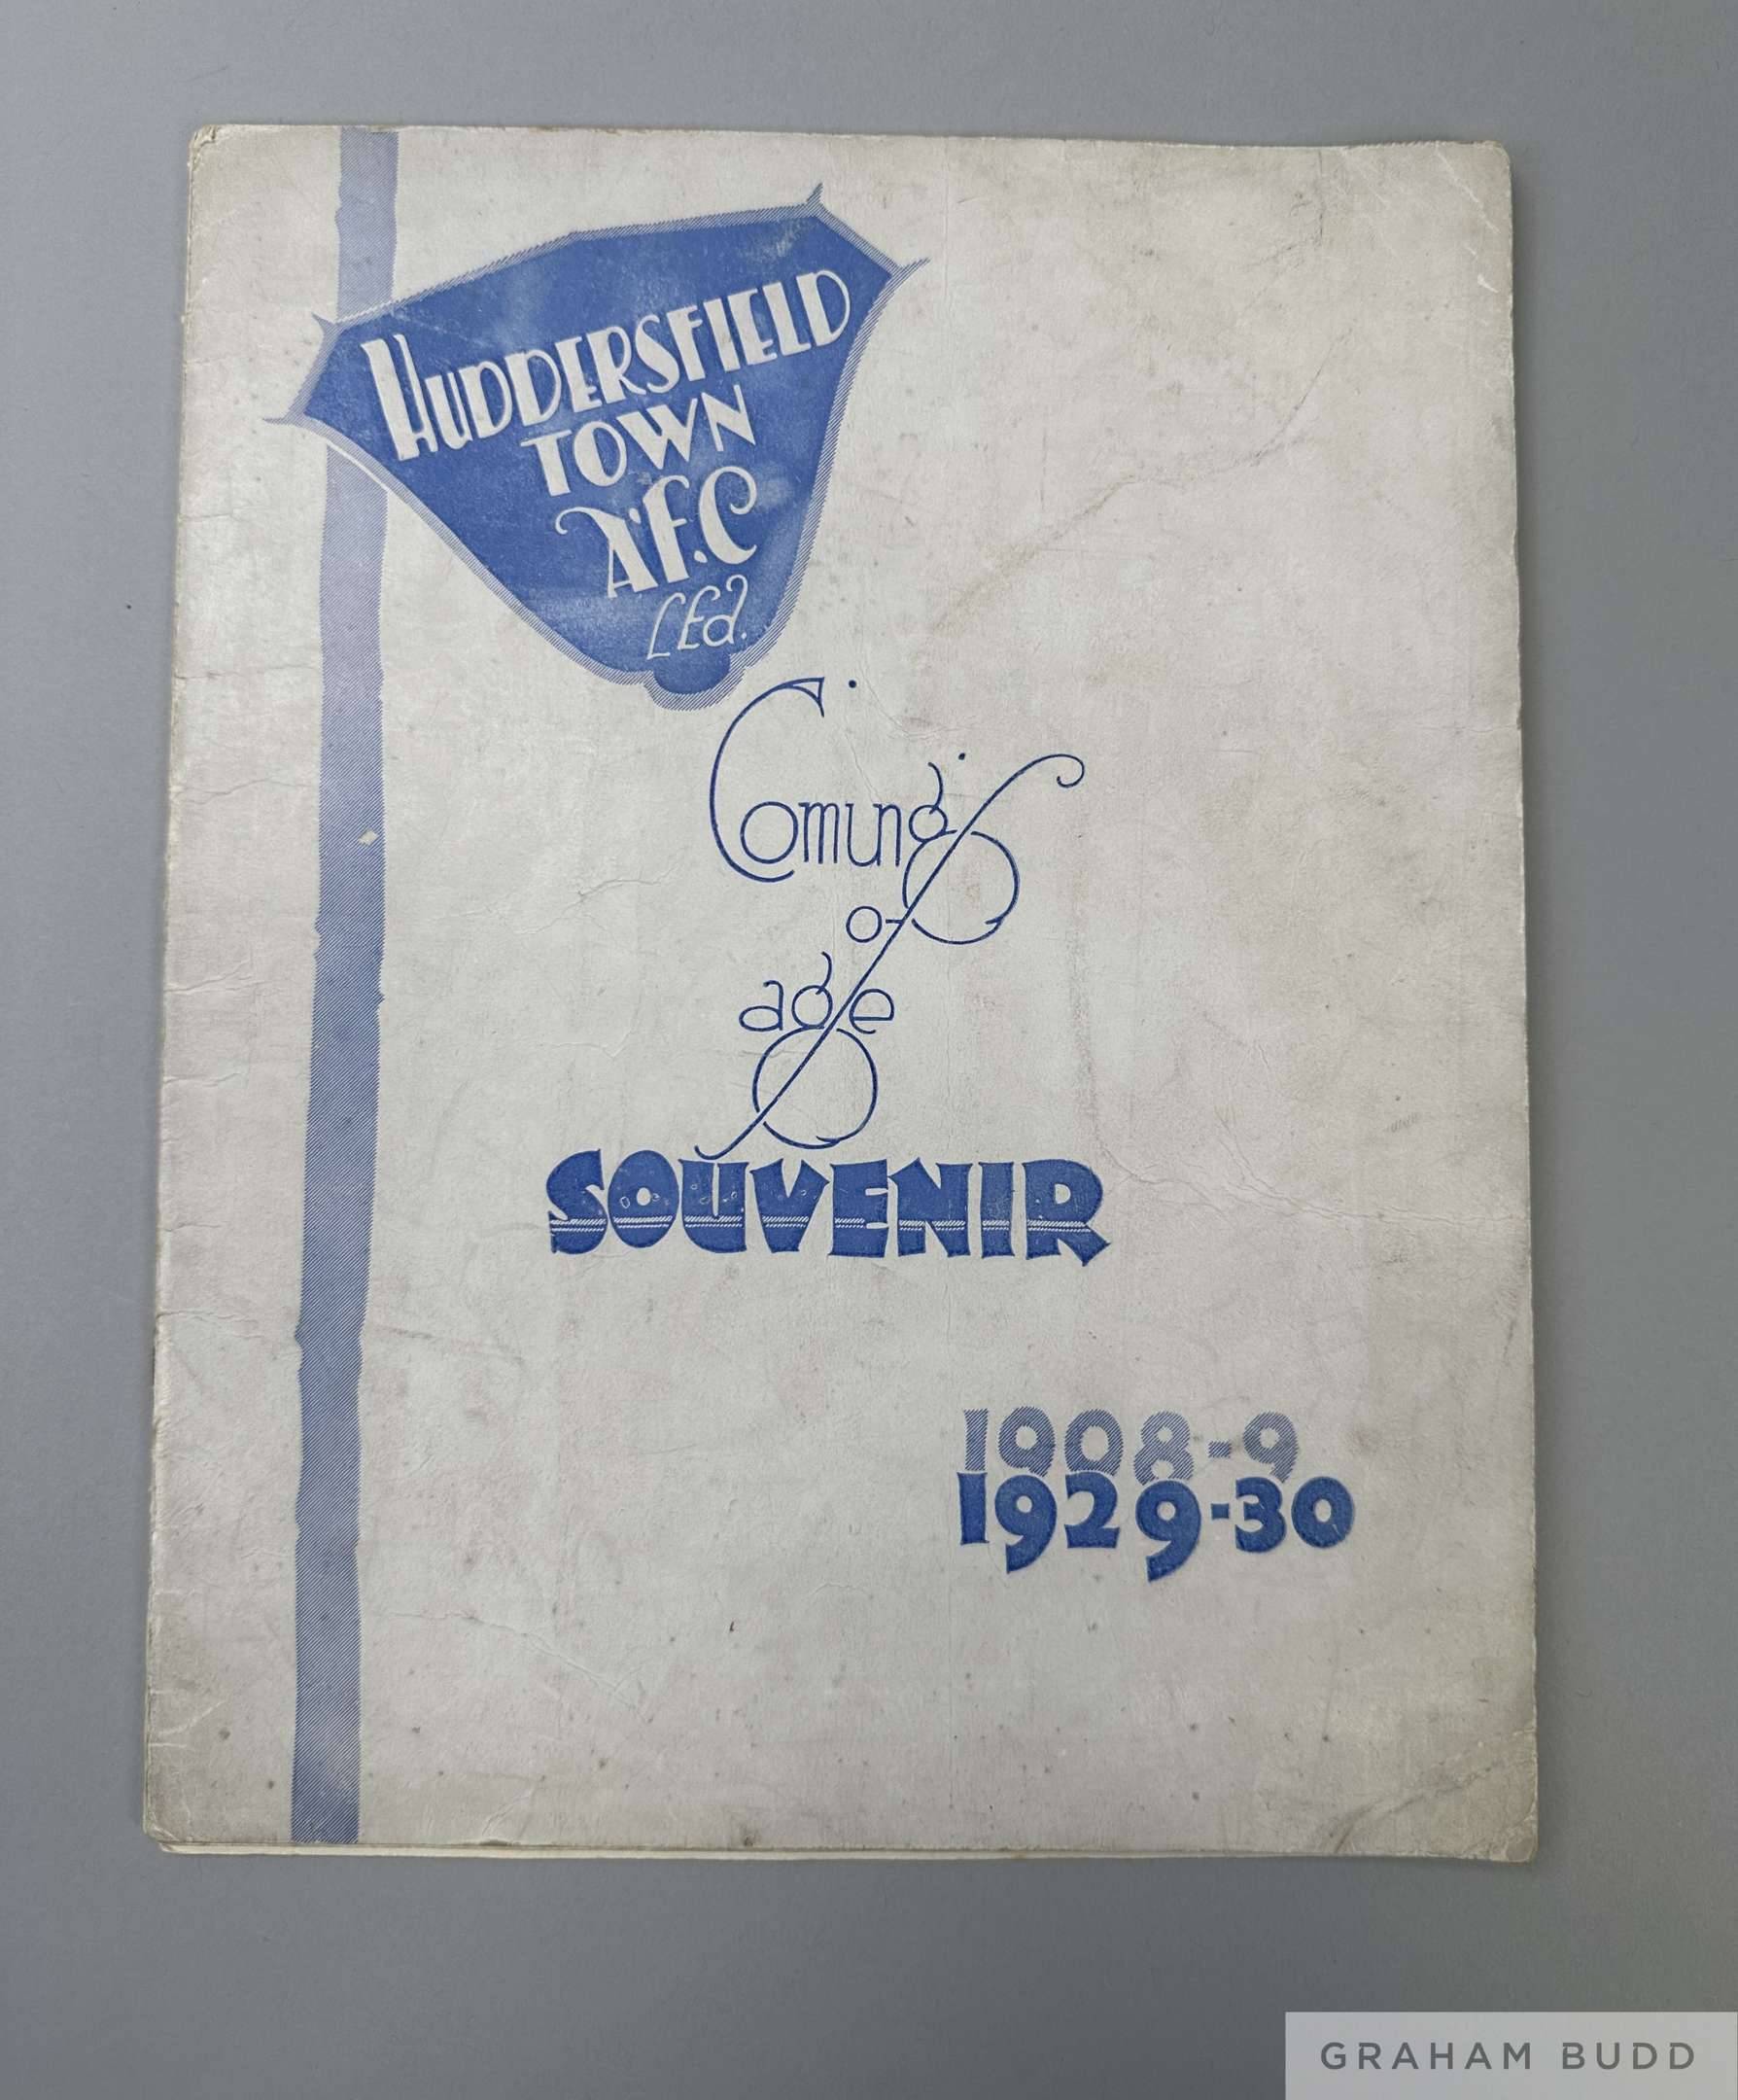 HUDDERSFIELD
TOWN
A.F.C
Ltd.
Coming
of
age
SOUVENIR
1908-9
1929-30
GRAHAM BUDD